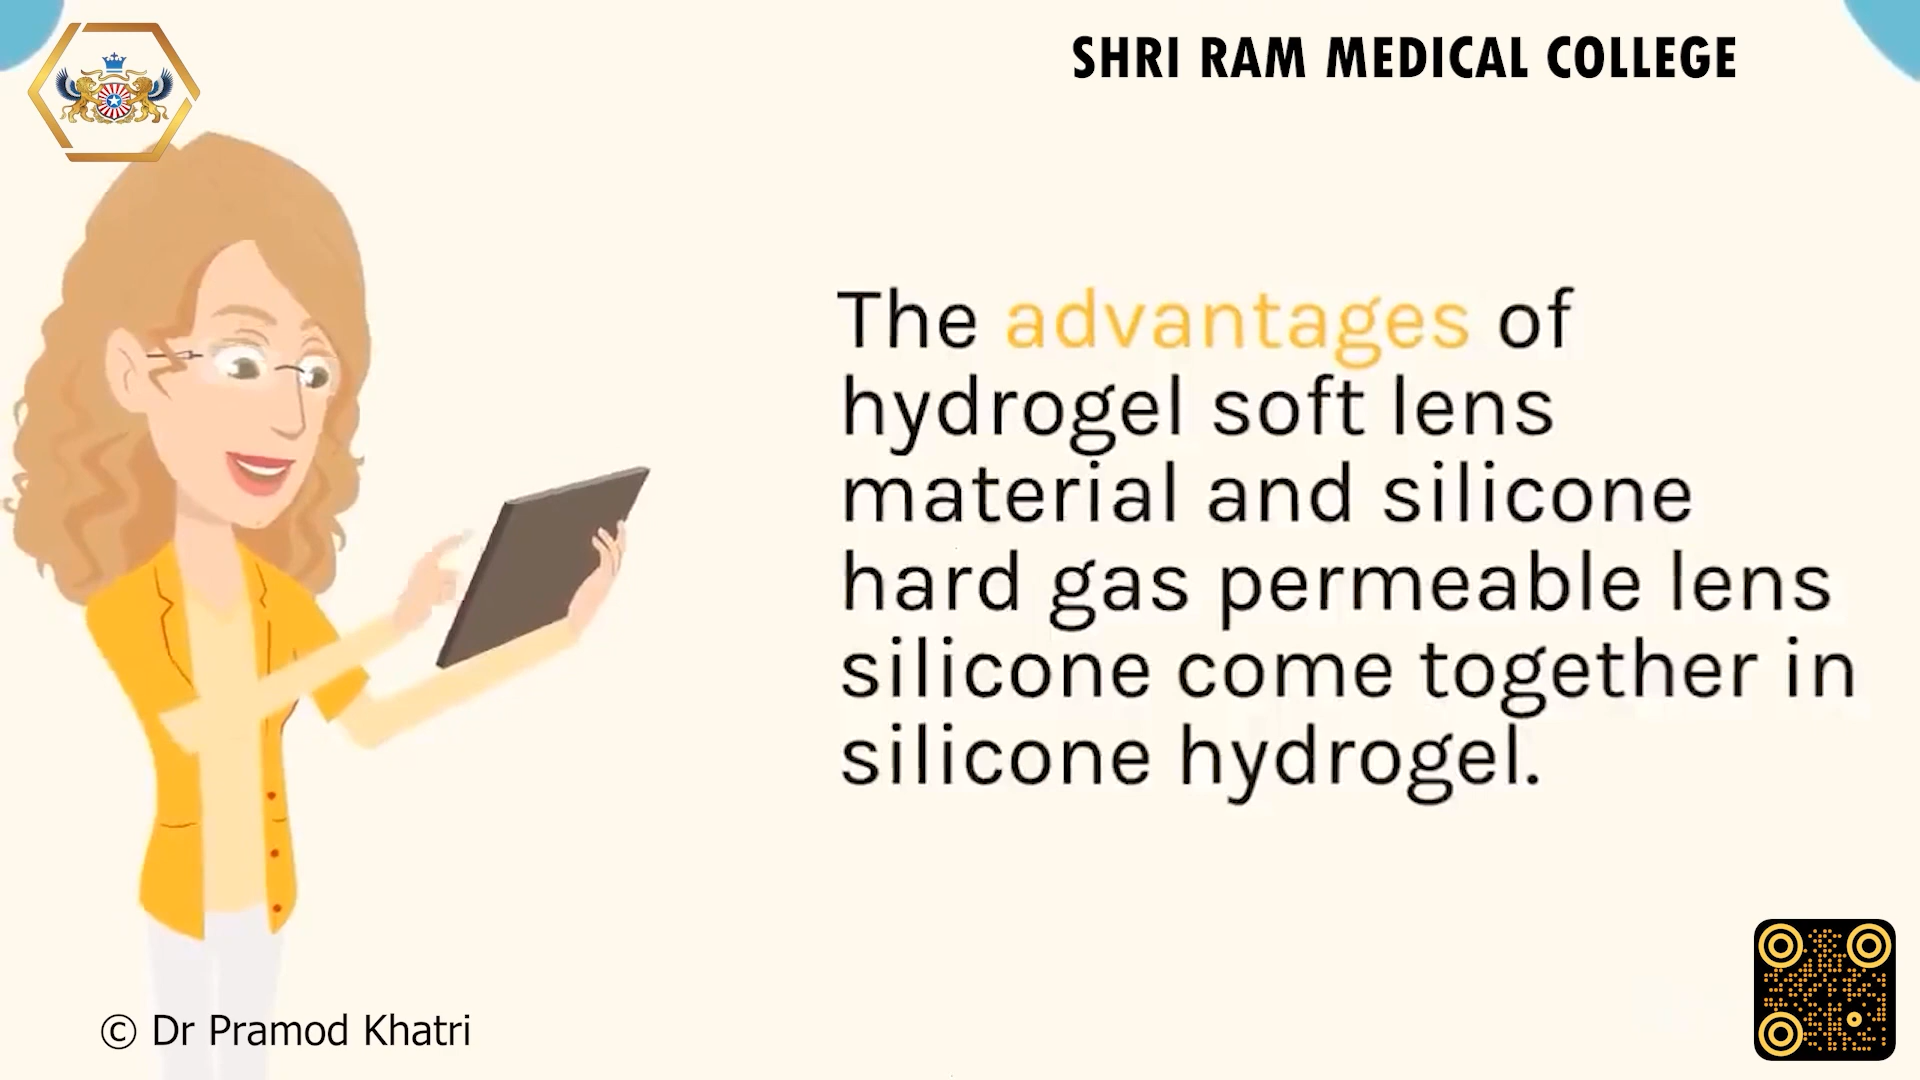 SHRI RAM MEDICAL COLLEGE
The advantages of
hydrogel soft lens
material and silicone
hard gas permeable lens
silicone come together in
silicone hydrogel.
© Dr Pramod Khatri